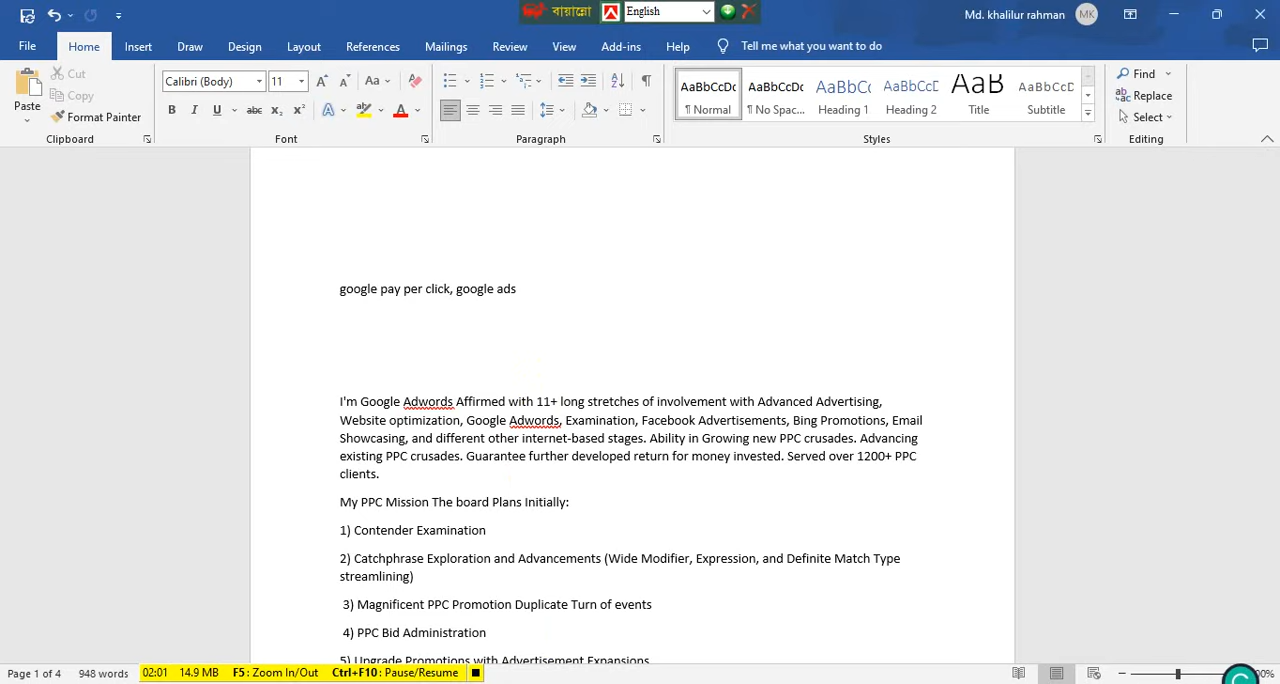 বায়ান্নো English Md. khalilur rahman MK
File Home Insert Draw Design Layout References Mailings Review View Add-ins Help Tell me what you want to do
Paste Cut Copy Format Painter
Clipboard
Calibri (Body) 11 Aa
B I U abc x₂ x² A A
Font
Paragraph
AaBbCcDc AaBbCcDc AaBbC AaBbCcD AaB AaBbCcD
¶ Normal ¶ No Spac... Heading 1 Heading 2 Title Subtitle
Styles
Find
Replace
Select
Editing
google pay per click, google ads
I'm Google Adwords Affirmed with 11+ long stretches of involvement with Advanced Advertising,
Website optimization, Google Adwords, Examination, Facebook Advertisements, Bing Promotions, Email
Showcasing, and different other internet-based stages. Ability in Growing new PPC crusades. Advancing
existing PPC crusades. Guarantee further developed return for money invested. Served over 1200+ PPC
clients.
My PPC Mission The board Plans Initially:
1) Contender Examination
2) Catchphrase Exploration and Advancements (Wide Modifier, Expression, and Definite Match Type
streamlining)
3) Magnificent PPC Promotion Duplicate Turn of events
4) PPC Bid Administration
5) Upgrade Promotions with Advertisement Expansions
Page 1 of 4 948 words 02:01 14.9 MB F5 : Zoom In/Out Ctrl+F10 : Pause/Resume